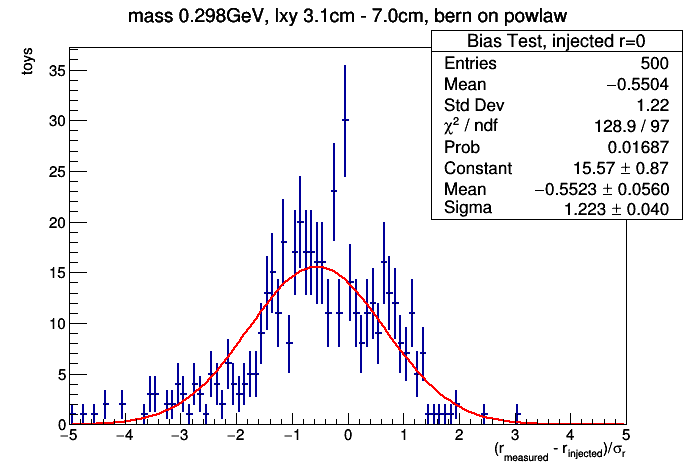 mass 0.298GeV, lxy 3.1cm - 7.0cm, bern on powlaw
Bias Test, injected r=0
Entries 500
Mean −0.5504
Std Dev 1.22
χ² / ndf 128.9 / 97
Prob 0.01687
Constant 15.57 ± 0.87
Mean −0.5523 ± 0.0560
Sigma 1.223 ± 0.040
toys
35
30
25
20
15
10
5
0
−5 −4 −3 −2 −1 0 1 2 3 4 5
(r_measured - r_injected)/σ_r